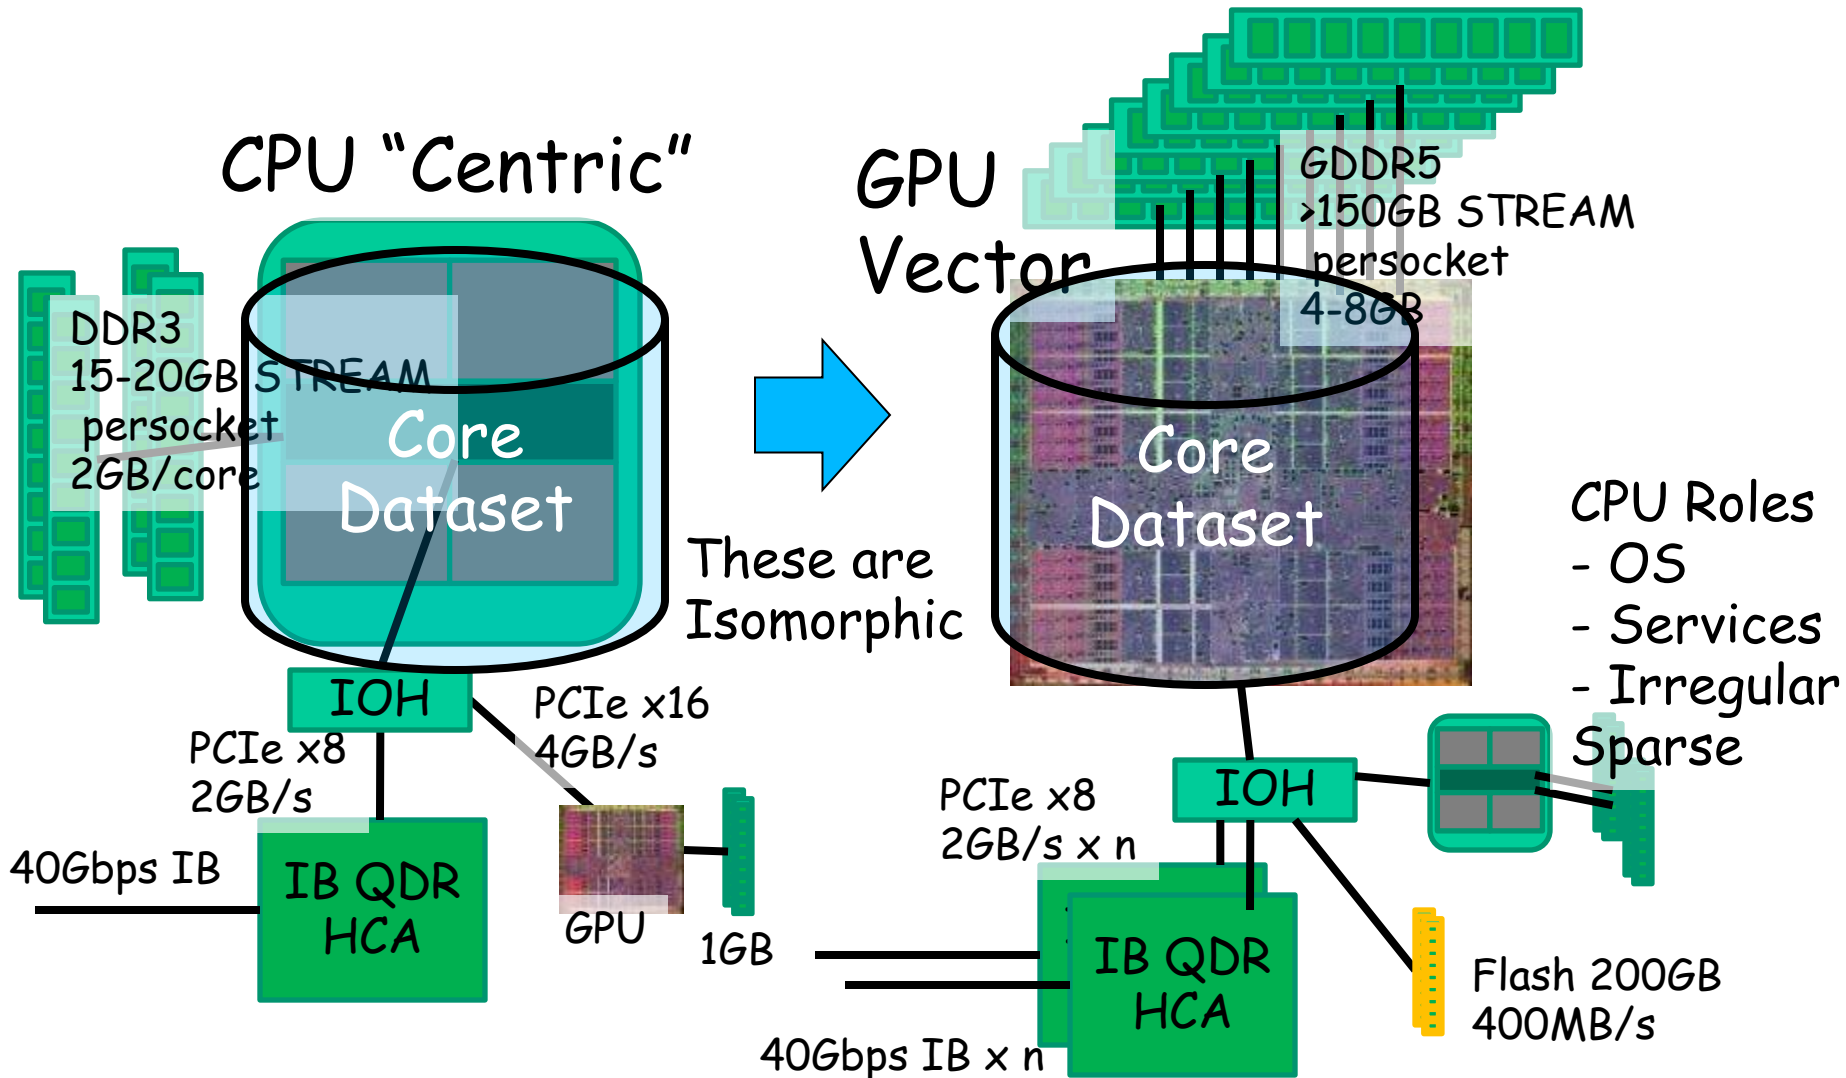 CPU “Centric”
DDR3
15-20GB STREAM
persocket
2GB/core
Core
Dataset
IOH
PCIe x16
4GB/s
PCIe x8
2GB/s
40Gbps IB
IB QDR
HCA
GPU
1GB
These are
Isomorphic
GPU
Vector
GDDR5
>150GB STREAM
persocket
4-8GB
Core
Dataset
CPU Roles
- OS
- Services
- Irregular
Sparse
IOH
PCIe x8
2GB/s x n
IB QDR
HCA
40Gbps IB x n
Flash 200GB
400MB/s